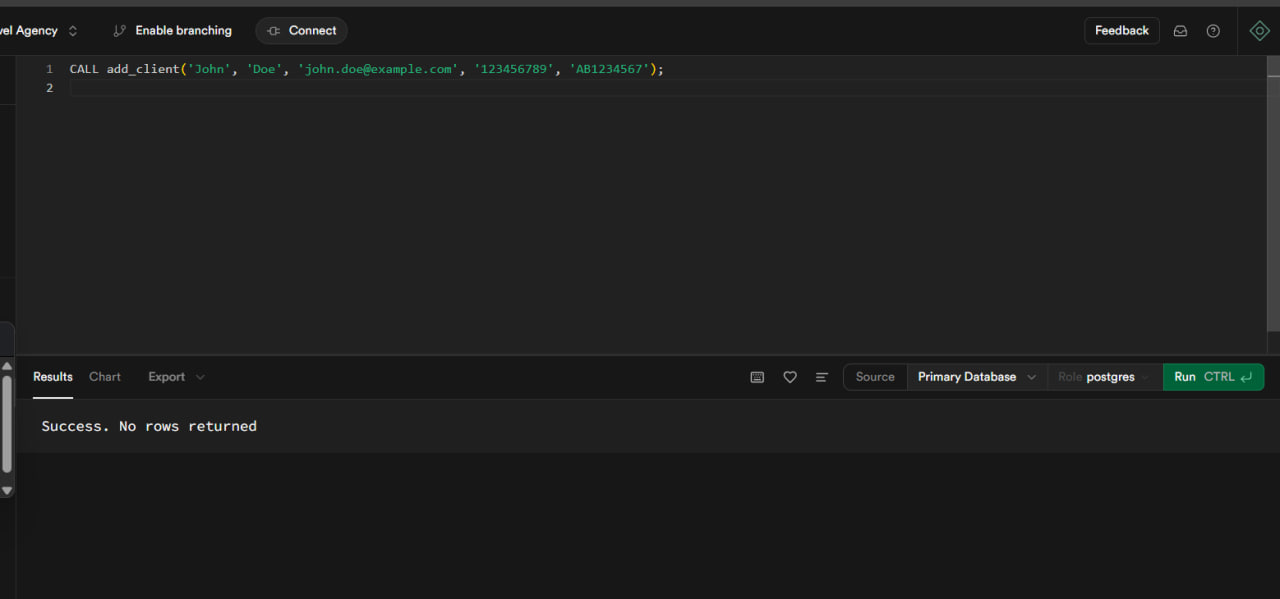 vel Agency Enable branching Connect Feedback
1 CALL add_client('John', 'Doe', 'john.doe@example.com', '123456789', 'AB1234567');
2
Results Chart Export Source Primary Database Role postgres Run CTRL
Success. No rows returned